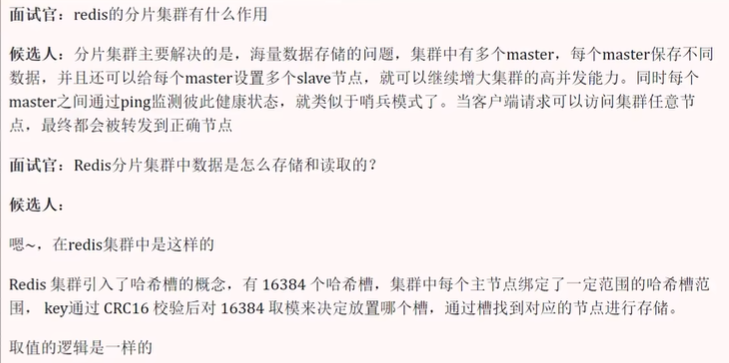 面试官：redis的分片集群有什么作用
候选人：分片集群主要解决的是，海量数据存储的问题，集群中有多个master，每个master保存不同
数据，并且还可以给每个master设置多个slave节点，就可以继续增大集群的高并发能力。同时每个
master之间通过ping监测彼此健康状态，就类似于哨兵模式了。当客户端请求可以访问集群任意节
点，最终都会被转发到正确节点
面试官：Redis分片集群中数据是怎么存储和读取的？
候选人：
嗯~，在redis集群中是这样的
Redis 集群引入了哈希槽的概念，有 16384 个哈希槽，集群中每个主节点绑定了一定范围的哈希槽范
围， key通过 CRC16 校验后对 16384 取模来决定放置哪个槽，通过槽找到对应的节点进行存储。
取值的逻辑是一样的